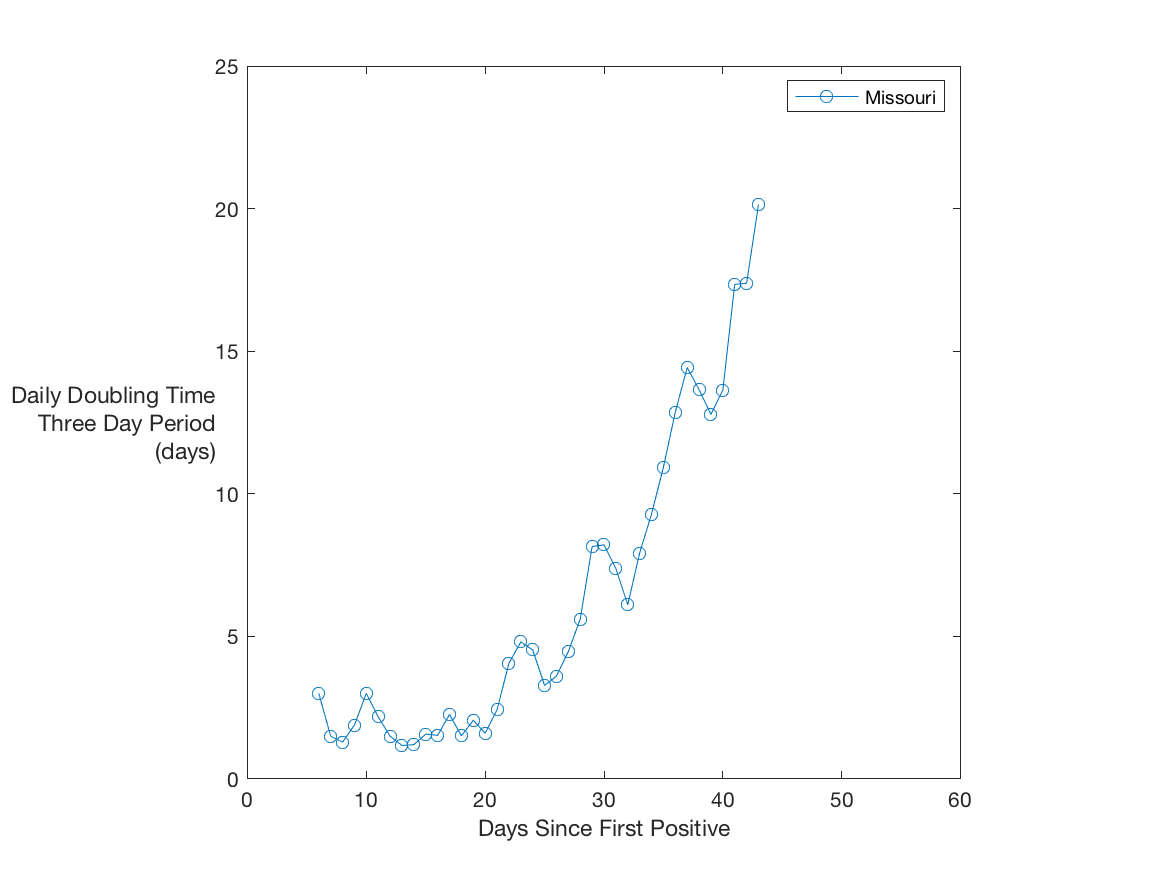 25
Missouri
20
15
Daily Doubling Time
Three Day Period
(days)
10
5
0
0 10 20 30 40 50 60
Days Since First Positive